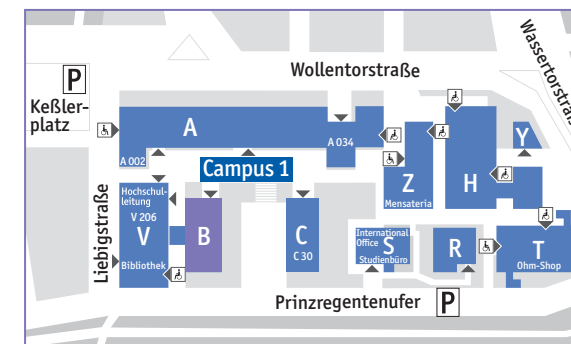 Wollentorstraße
Wassertorstraß
P
Keßler-
platz
A
A 002
A 034
Campus 1
Y
H
Z
Mensateria
Liebigstraße
Hochschul-
leitung
V 206
V
Bibliothek
B
C
C 30
International
Office
S
Studienbüro
R
T
Ohm-Shop
Prinzregentenufer
P